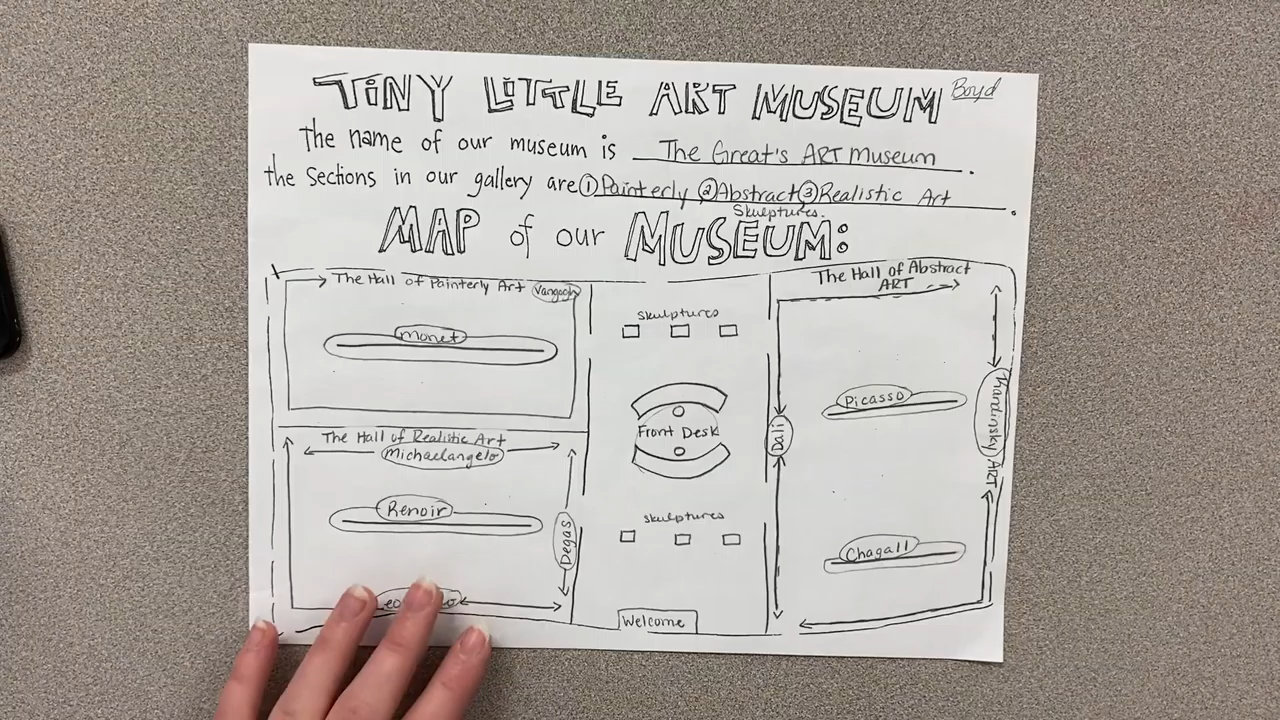 TiNY LiTTLE ART MUSEUM
Boyd
The name of our museum is The Great's ART Museum.
the Sections in our gallery are ① Painterly ② Abstract ③ Realistic Art.
Skulptures.
MAP of our MUSEUM:
The Hall of Painterly Art
Vangogh
monet
The Hall of Realistic Art
Michaelangelo
Renoir
Degas
Skulptures
Front Desk
Skulptures
Welcome
The Hall of Abstract
ART
Dali
Picasso
Khandinsky ART
Chagall